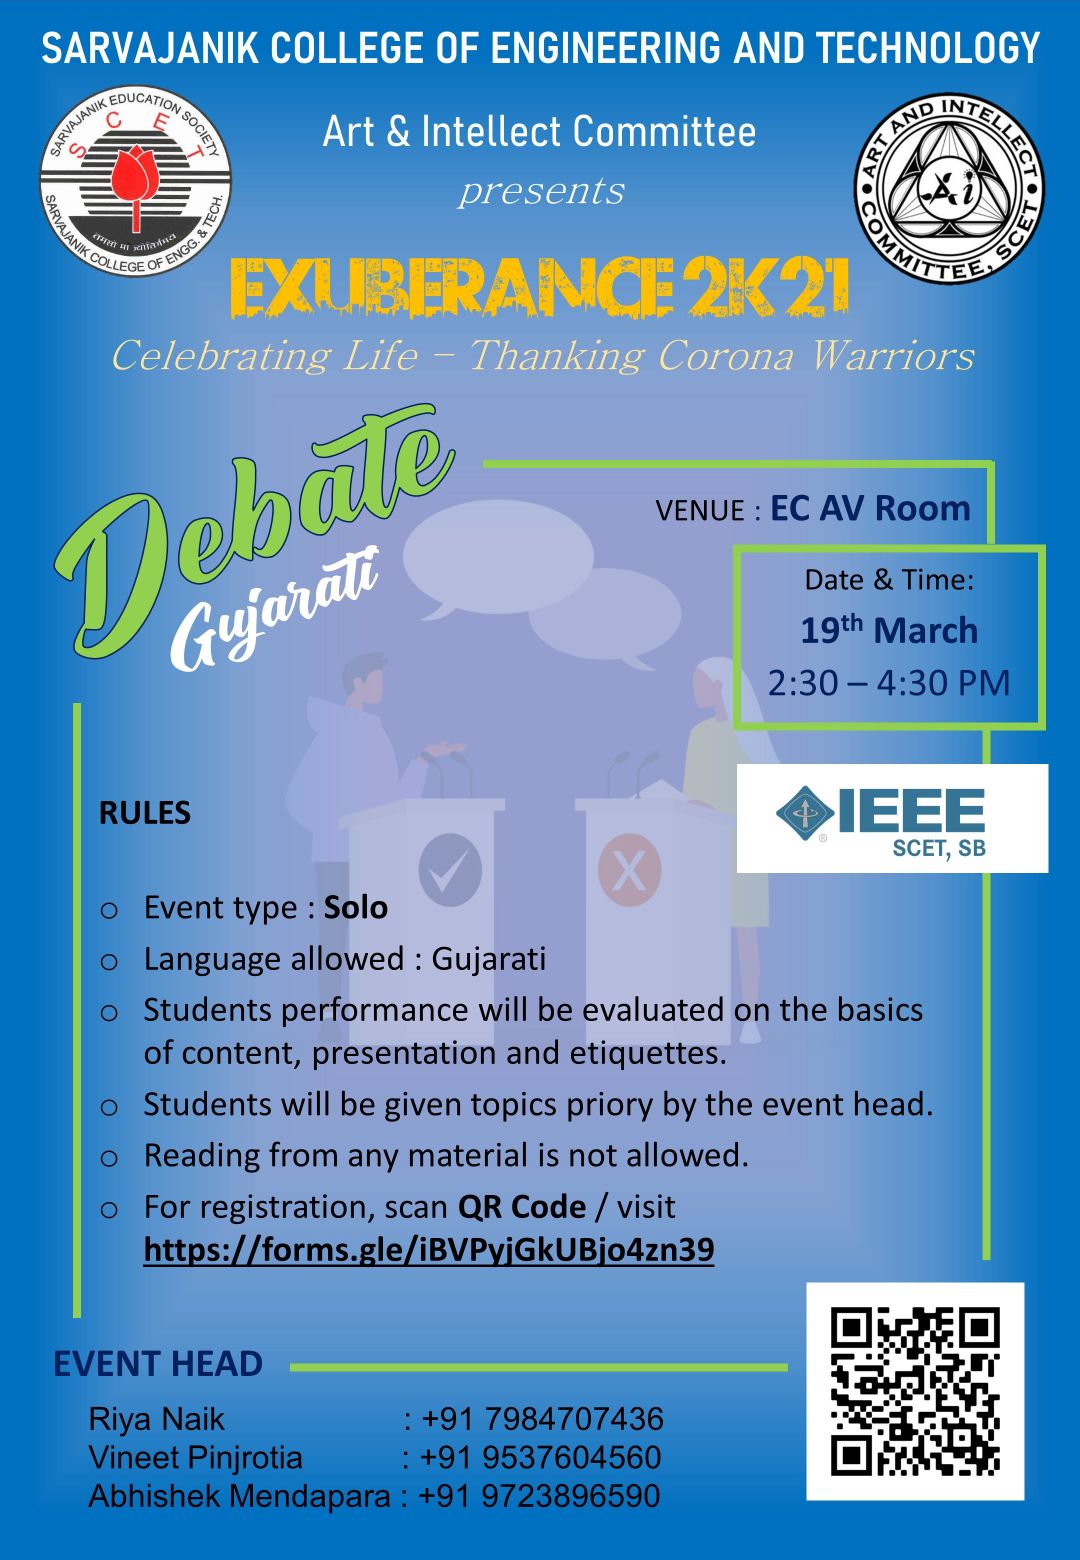 SARVAJANIK COLLEGE OF ENGINEERING AND TECHNOLOGY
SARVAJANIK EDUCATION SOCIETY
S C E T
तमसो मा ज्योतिर्गमय
SARVAJANIK COLLEGE OF ENGG. & TECH.
Art & Intellect Committee
presents
ART AND INTELLECT
Ai
COMMITTEE, SCET
EXUBERANCE 2K21
Celebrating Life – Thanking Corona Warriors
Debate
Gujarati
VENUE : EC AV Room
Date & Time:
19th March
2:30 – 4:30 PM
IEEE
®
SCET, SB
RULES
o Event type : Solo
o Language allowed : Gujarati
o Students performance will be evaluated on the basics
of content, presentation and etiquettes.
o Students will be given topics priory by the event head.
o Reading from any material is not allowed.
o For registration, scan QR Code / visit
https://forms.gle/iBVPyjGkUBjo4zn39
EVENT HEAD
Riya Naik : +91 7984707436
Vineet Pinjrotia : +91 9537604560
Abhishek Mendapara : +91 9723896590